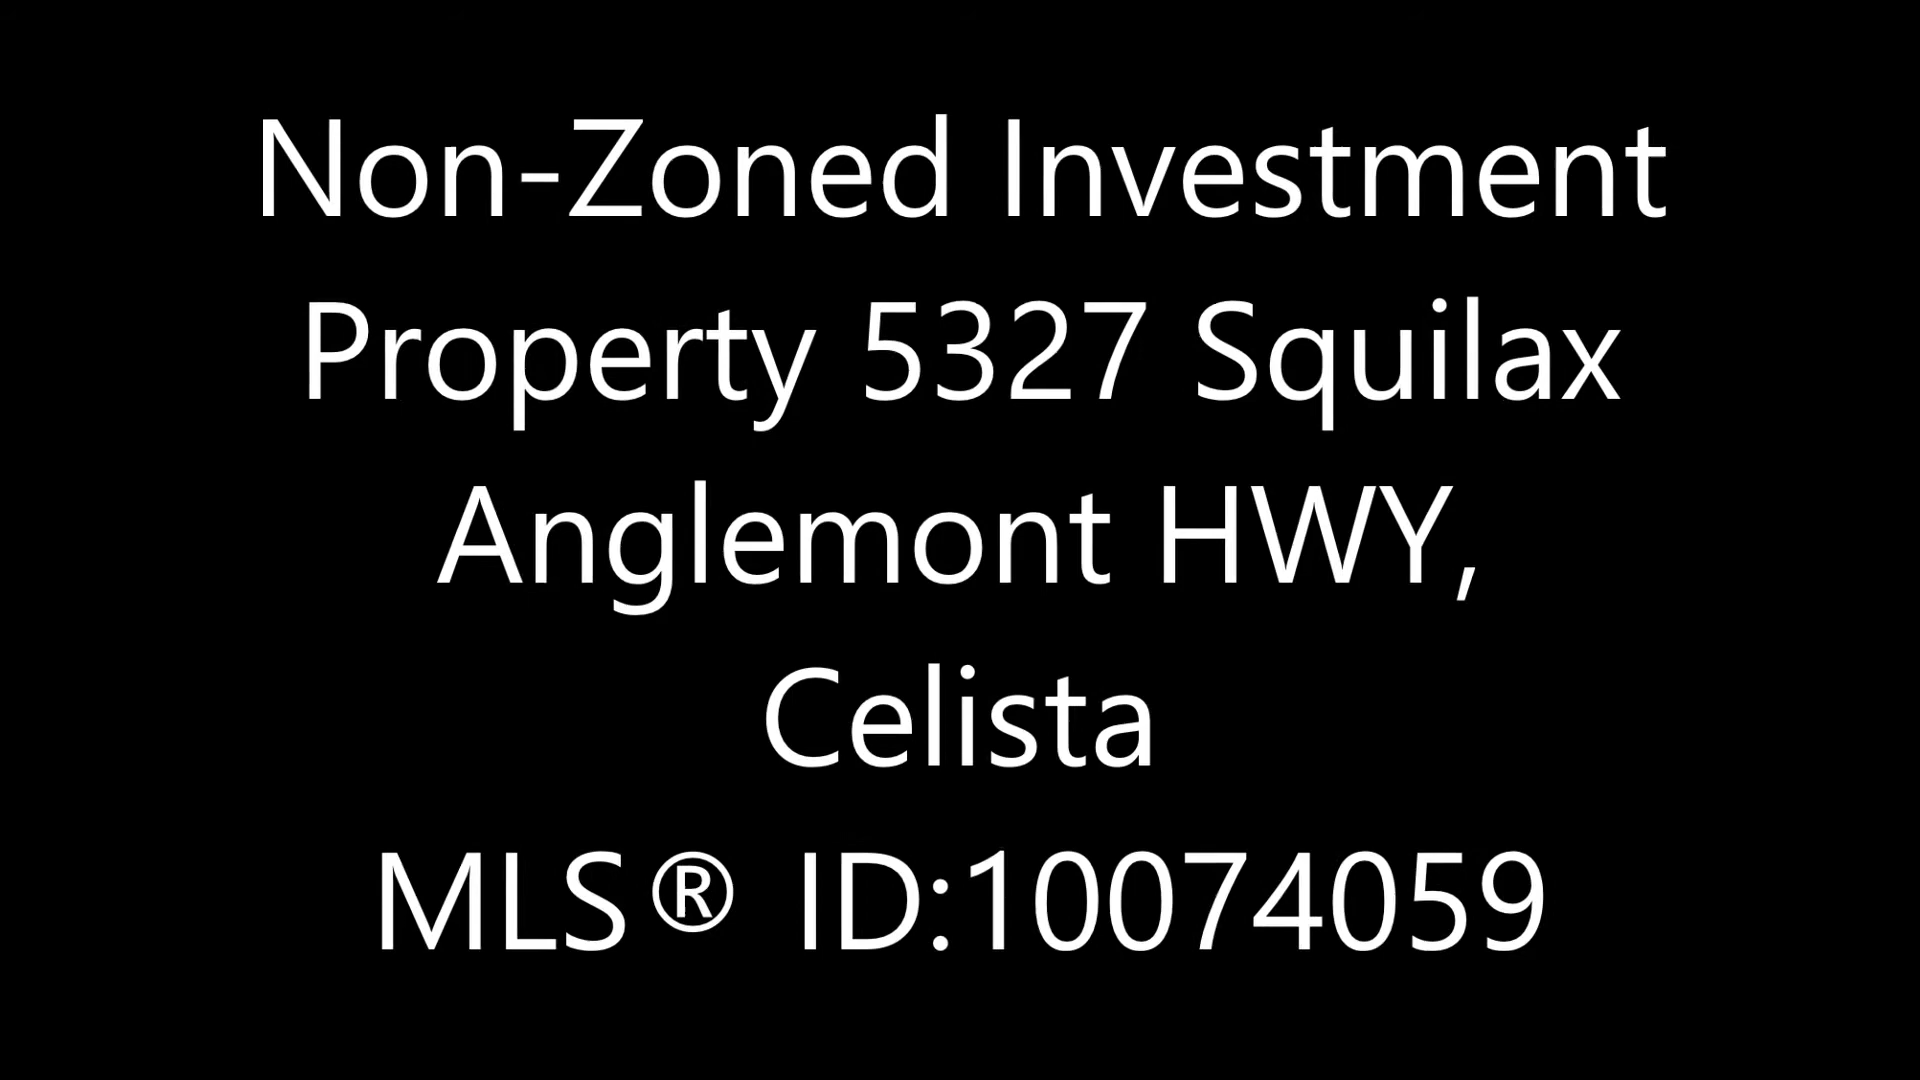 Non-Zoned Investment
Property 5327 Squilax
Anglemont HWY,
Celista
MLS® ID:10074059